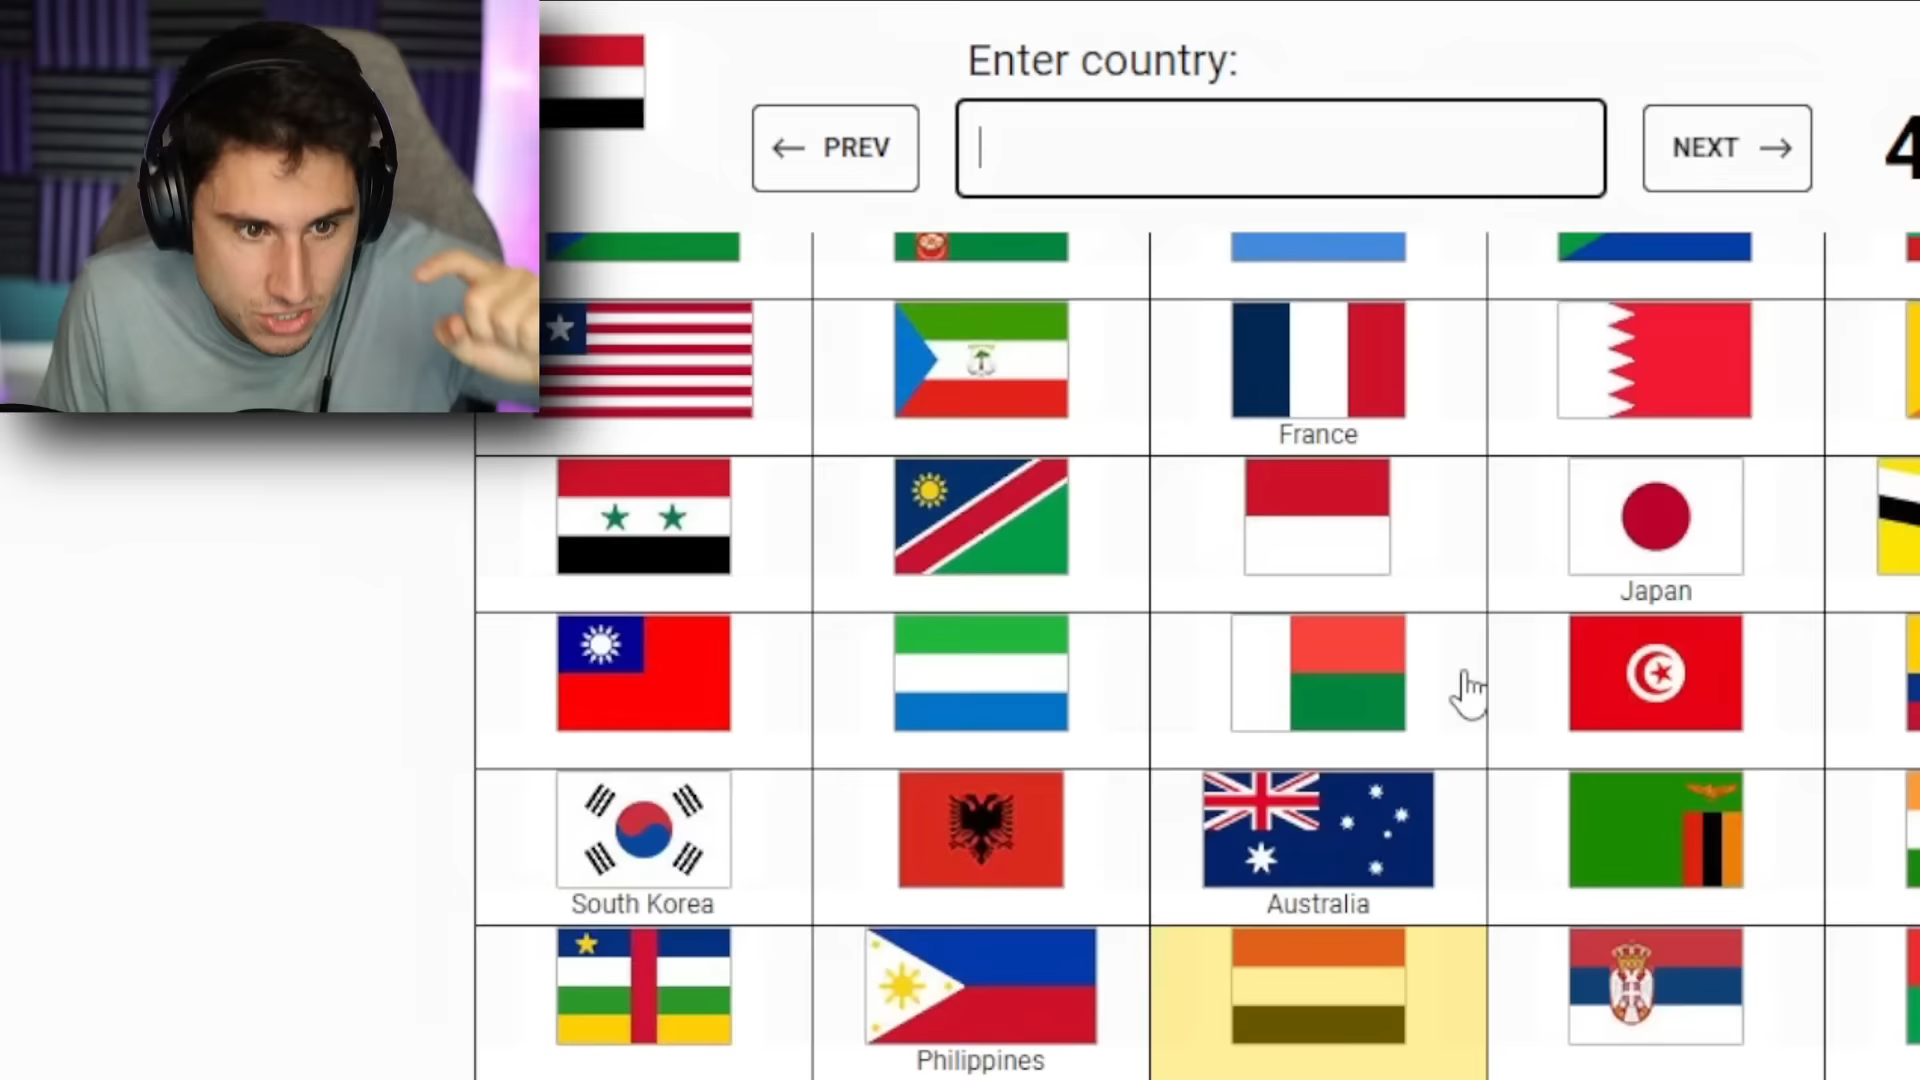 Enter country:
← PREV
NEXT →
4
France
Japan
South Korea
Australia
Philippines